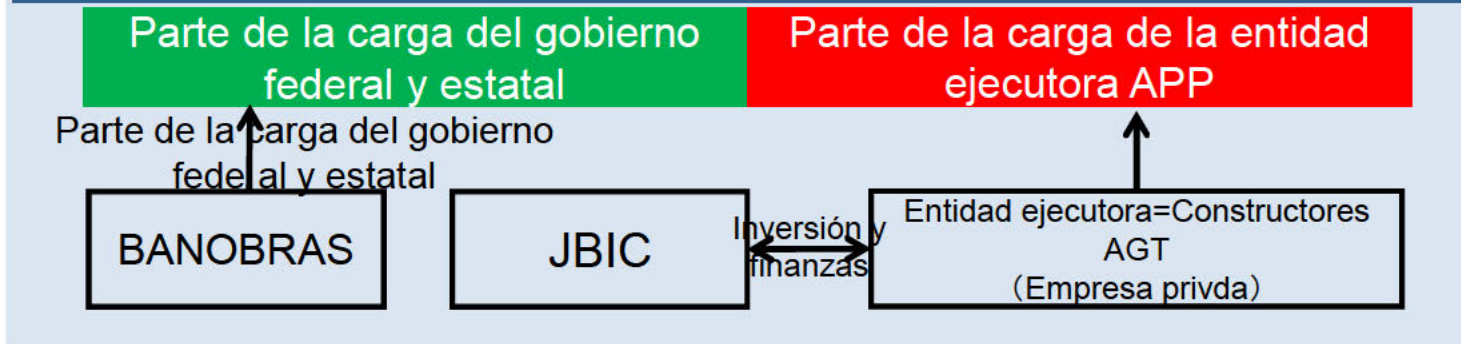 Parte de la carga del gobierno
federal y estatal
Parte de la carga de la entidad
ejecutora APP
Parte de la carga del gobierno
federal y estatal
BANOBRAS
JBIC
Inversión y
finanzas
Entidad ejecutora=Constructores
AGT
（Empresa privda）